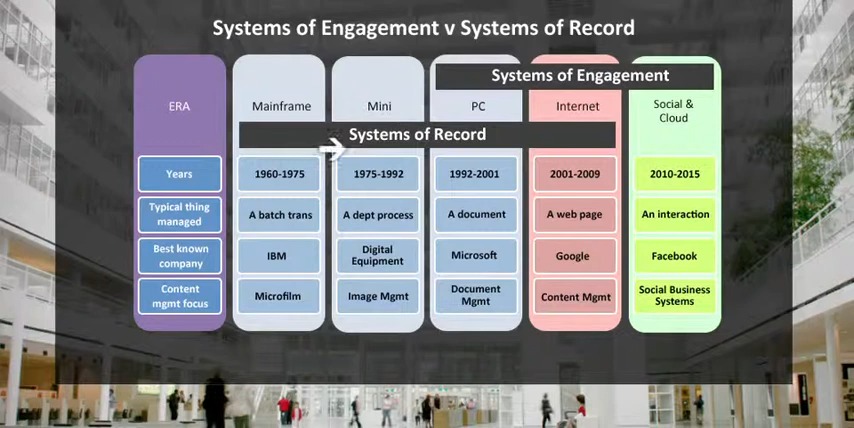 Systems of Engagement v Systems of Record
Systems of Engagement
ERA
Mainframe
Mini
PC
Internet
Social &
Cloud
Systems of Record
Years
1960-1975
1975-1992
1992-2001
2001-2009
2010-2015
Typical thing
managed
A batch trans
A dept process
A document
A web page
An interaction
Best known
company
IBM
Digital
Equipment
Microsoft
Google
Facebook
Content
mgmt focus
Microfilm
Image Mgmt
Document
Mgmt
Content Mgmt
Social Business
Systems